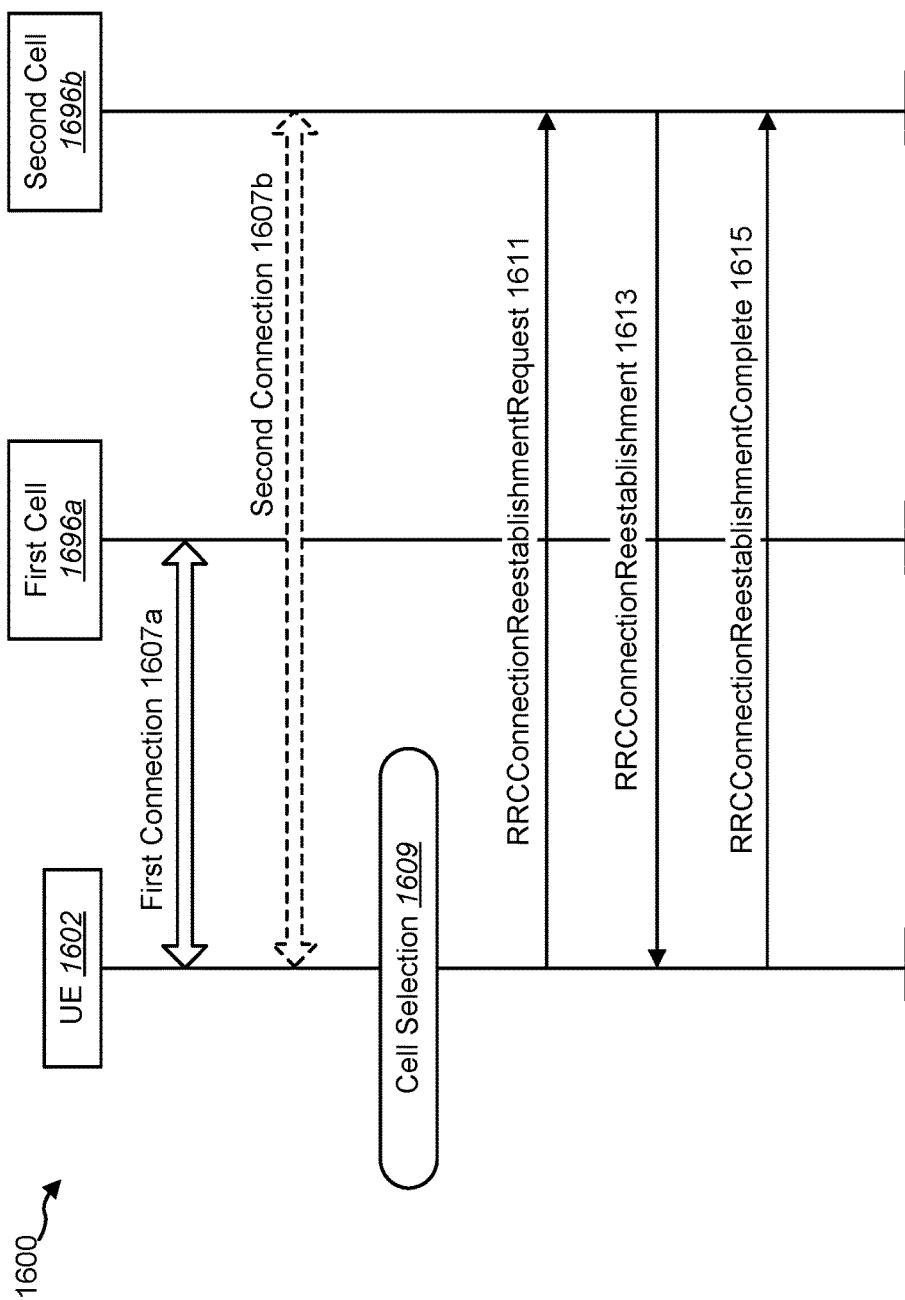 1600
UE 1602
First Cell
1696a
Second Cell
1696b
First Connection 1607a
Second Connection 1607b
Cell Selection 1609
RRCConnectionReestablishmentRequest 1611
RRCConnectionReestablishment 1613
RRCConnectionReestablishmentComplete 1615